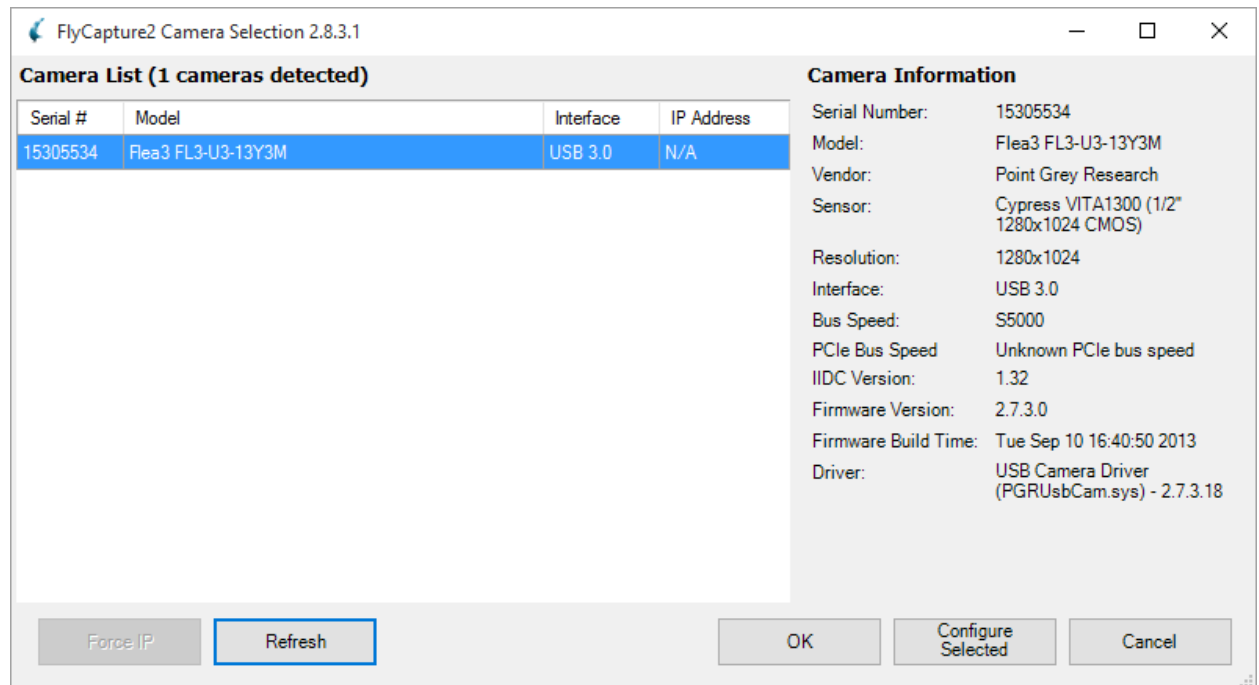 FlyCapture2 Camera Selection 2.8.3.1
Camera List (1 cameras detected)
Serial # Model Interface IP Address
15305534 Flea3 FL3-U3-13Y3M USB 3.0 N/A
Camera Information
Serial Number: 15305534
Model: Flea3 FL3-U3-13Y3M
Vendor: Point Grey Research
Sensor: Cypress VITA1300 (1/2"
1280x1024 CMOS)
Resolution: 1280x1024
Interface: USB 3.0
Bus Speed: S5000
PCIe Bus Speed Unknown PCIe bus speed
IIDC Version: 1.32
Firmware Version: 2.7.3.0
Firmware Build Time: Tue Sep 10 16:40:50 2013
Driver: USB Camera Driver
(PGRUsbCam.sys) - 2.7.3.18
Force IP Refresh OK Configure
Selected Cancel